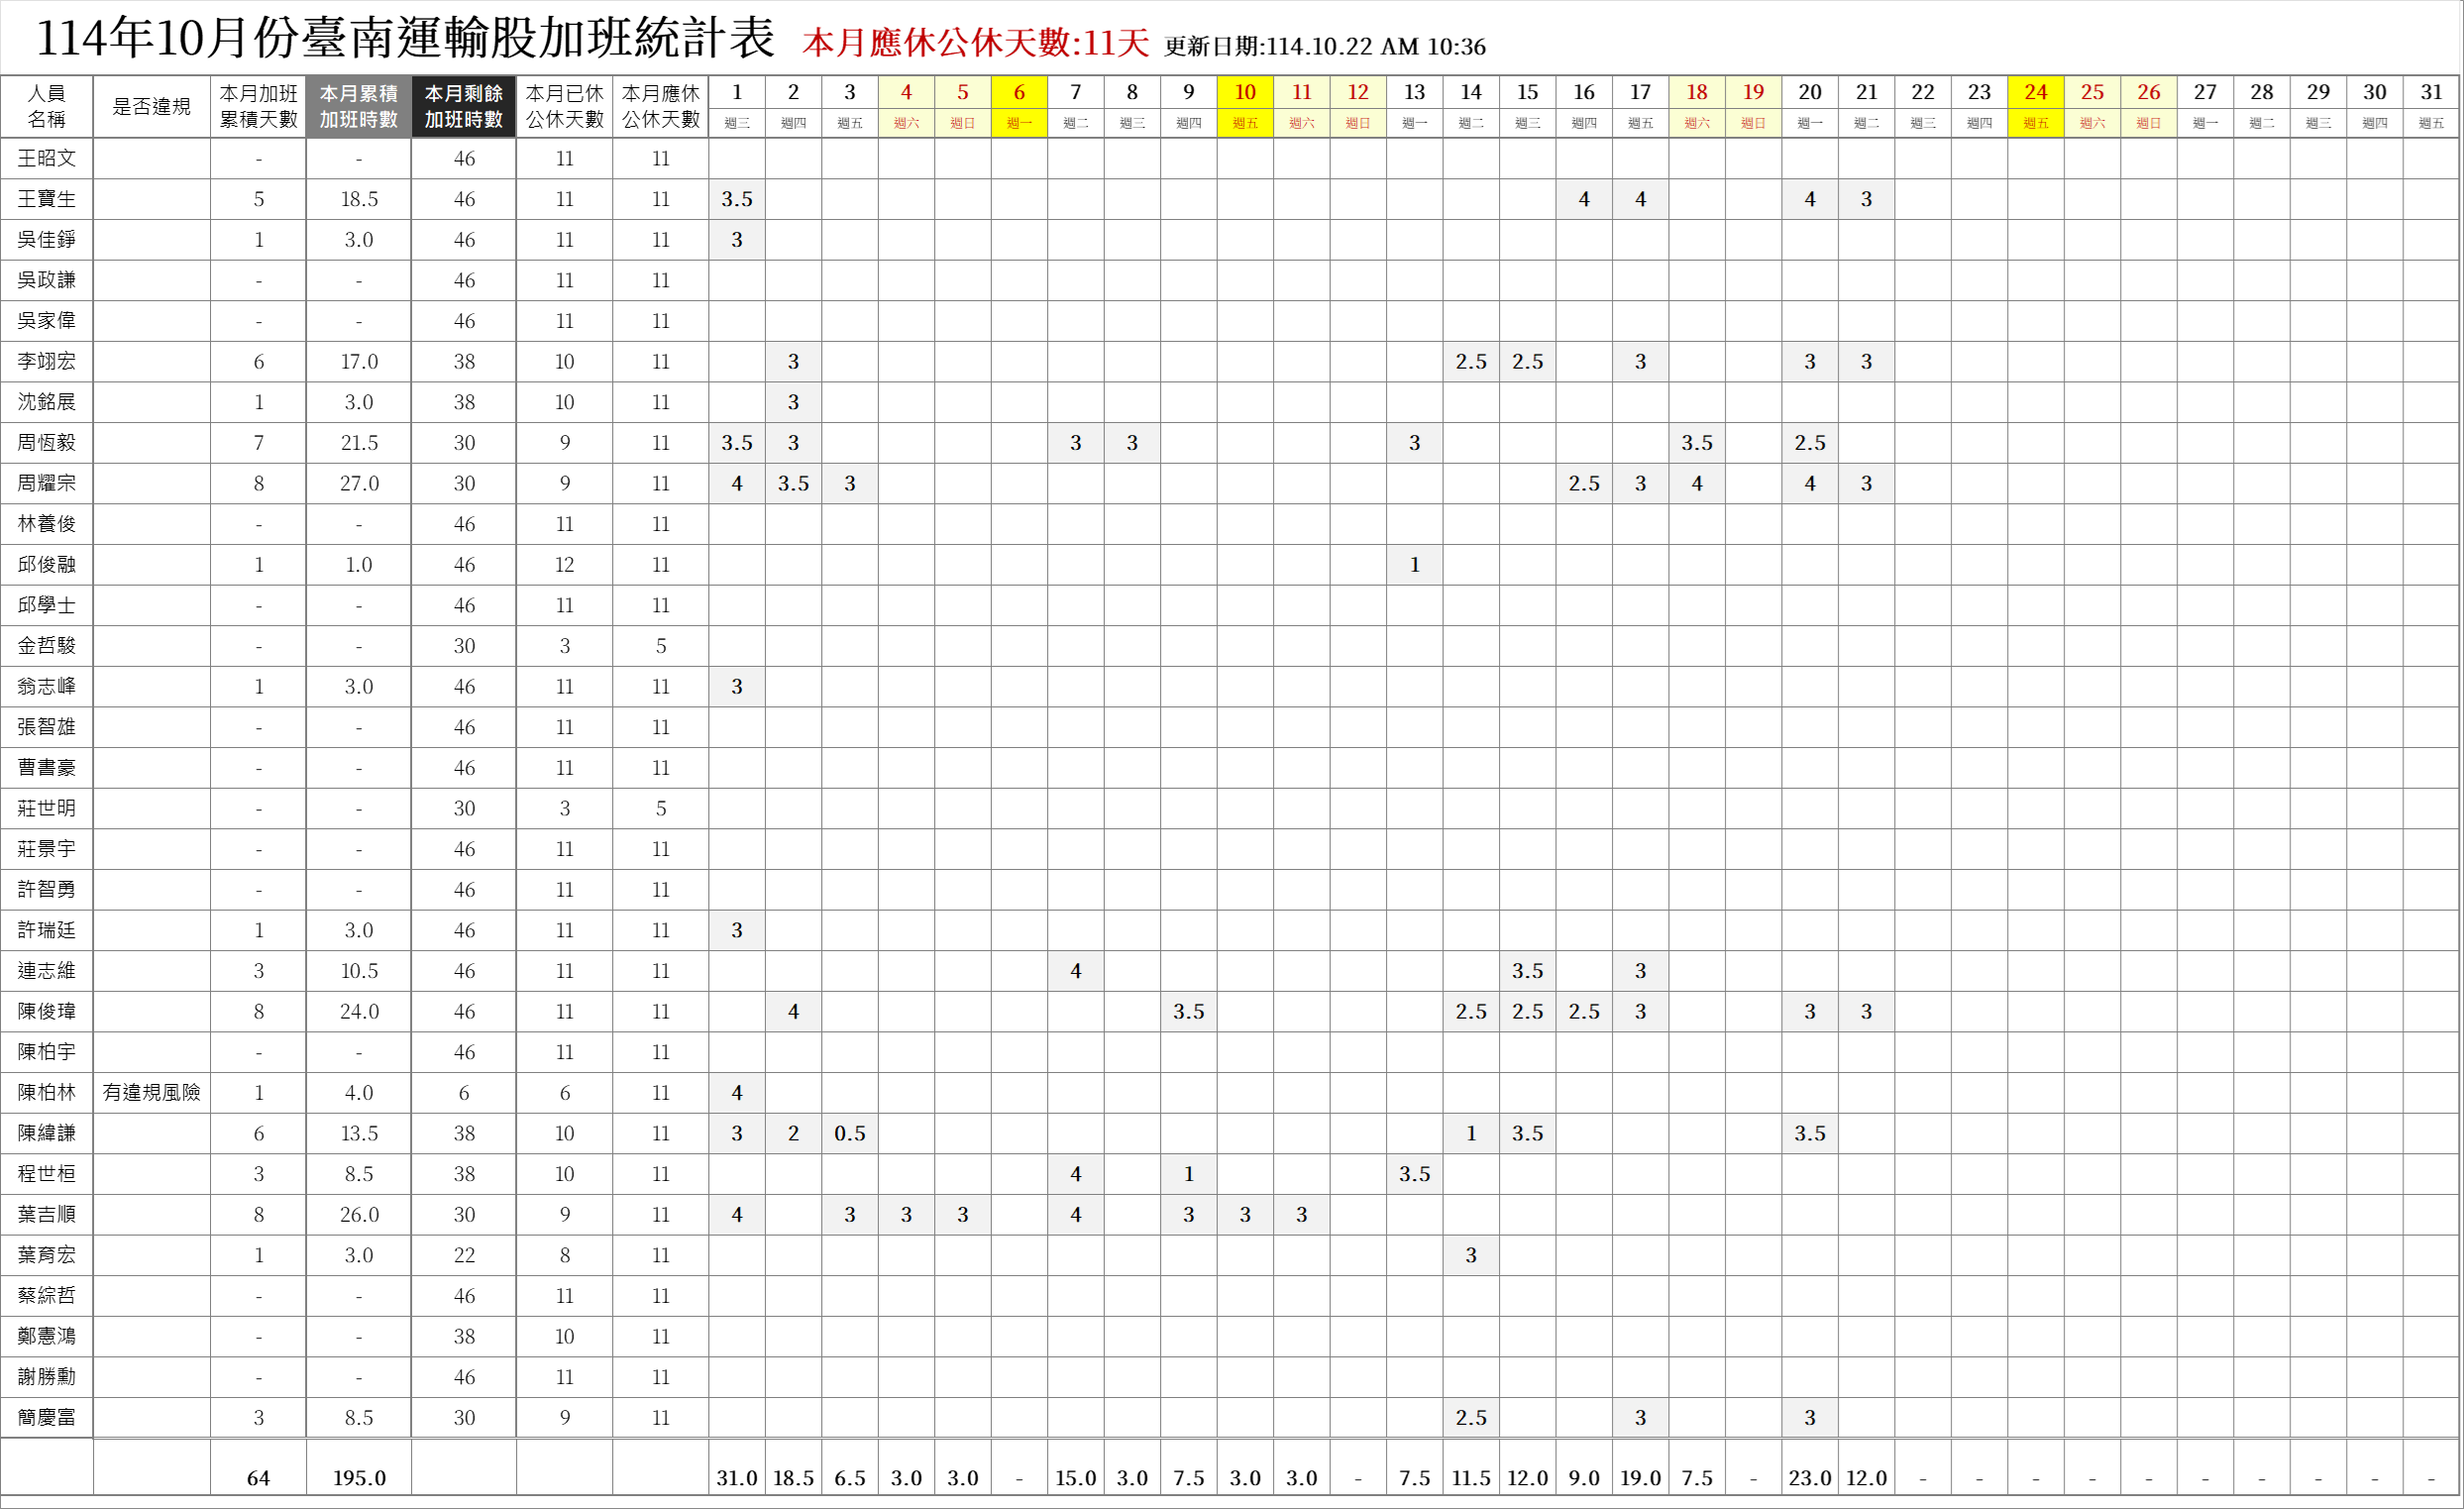 114年10月份臺南運輸股加班統計表 本月應休公休天數:11天 更新日期:114.10.22 AM 10:36
人員名稱 是否違規 本月加班累積天數 本月累積加班時數 本月剩餘加班時數 本月已休公休天數 本月應休公休天數 1 2 3 4 5 6 7 8 9 10 11 12 13 14 15 16 17 18 19 20 21 22 23 24 25 26 27 28 29 30 31
週三 週四 週五 週六 週日 週一 週二 週三 週四 週五 週六 週日 週一 週二 週三 週四 週五 週六 週日 週一 週二 週三 週四 週五 週六 週日 週一 週二 週三 週四 週五
王昭文 - - 46 11 11
王寶生 5 18.5 46 11 11 3.5 4 4 4 3
吳佳錚 1 3.0 46 11 11 3
吳政謙 - - 46 11 11
吳家偉 - - 46 11 11
李翊宏 6 17.0 38 10 11 3 2.5 2.5 3 3 3
沈銘展 1 3.0 38 10 11 3
周恆毅 7 21.5 30 9 11 3.5 3 3 3 3 3.5 2.5
周耀宗 8 27.0 30 9 11 4 3.5 3 2.5 3 4 4 3
林養俊 - - 46 11 11
邱俊融 1 1.0 46 12 11 1
邱學士 - - 46 11 11
金哲駿 - - 30 3 5
翁志峰 1 3.0 46 11 11 3
張智雄 - - 46 11 11
曹書豪 - - 46 11 11
莊世明 - - 30 3 5
莊景宇 - - 46 11 11
許智勇 - - 46 11 11
許瑞廷 1 3.0 46 11 11 3
連志維 3 10.5 46 11 11 4 3.5 3
陳俊瑋 8 24.0 46 11 11 4 3.5 2.5 2.5 2.5 3 3 3
陳柏宇 - - 46 11 11
陳柏林 有違規風險 1 4.0 6 6 11 4
陳緯謙 6 13.5 38 10 11 3 2 0.5 1 3.5 3.5
程世桓 3 8.5 38 10 11 4 1 3.5
葉吉順 8 26.0 30 9 11 4 3 3 3 4 3 3 3
葉育宏 1 3.0 22 8 11 3
蔡綜哲 - - 46 11 11
鄭憲鴻 - - 38 10 11
謝勝勳 - - 46 11 11
簡慶富 3 8.5 30 9 11 2.5 3 3
64 195.0 31.0 18.5 6.5 3.0 3.0 - 15.0 3.0 7.5 3.0 3.0 - 7.5 11.5 12.0 9.0 19.0 7.5 - 23.0 12.0 - - - - - - - - - -